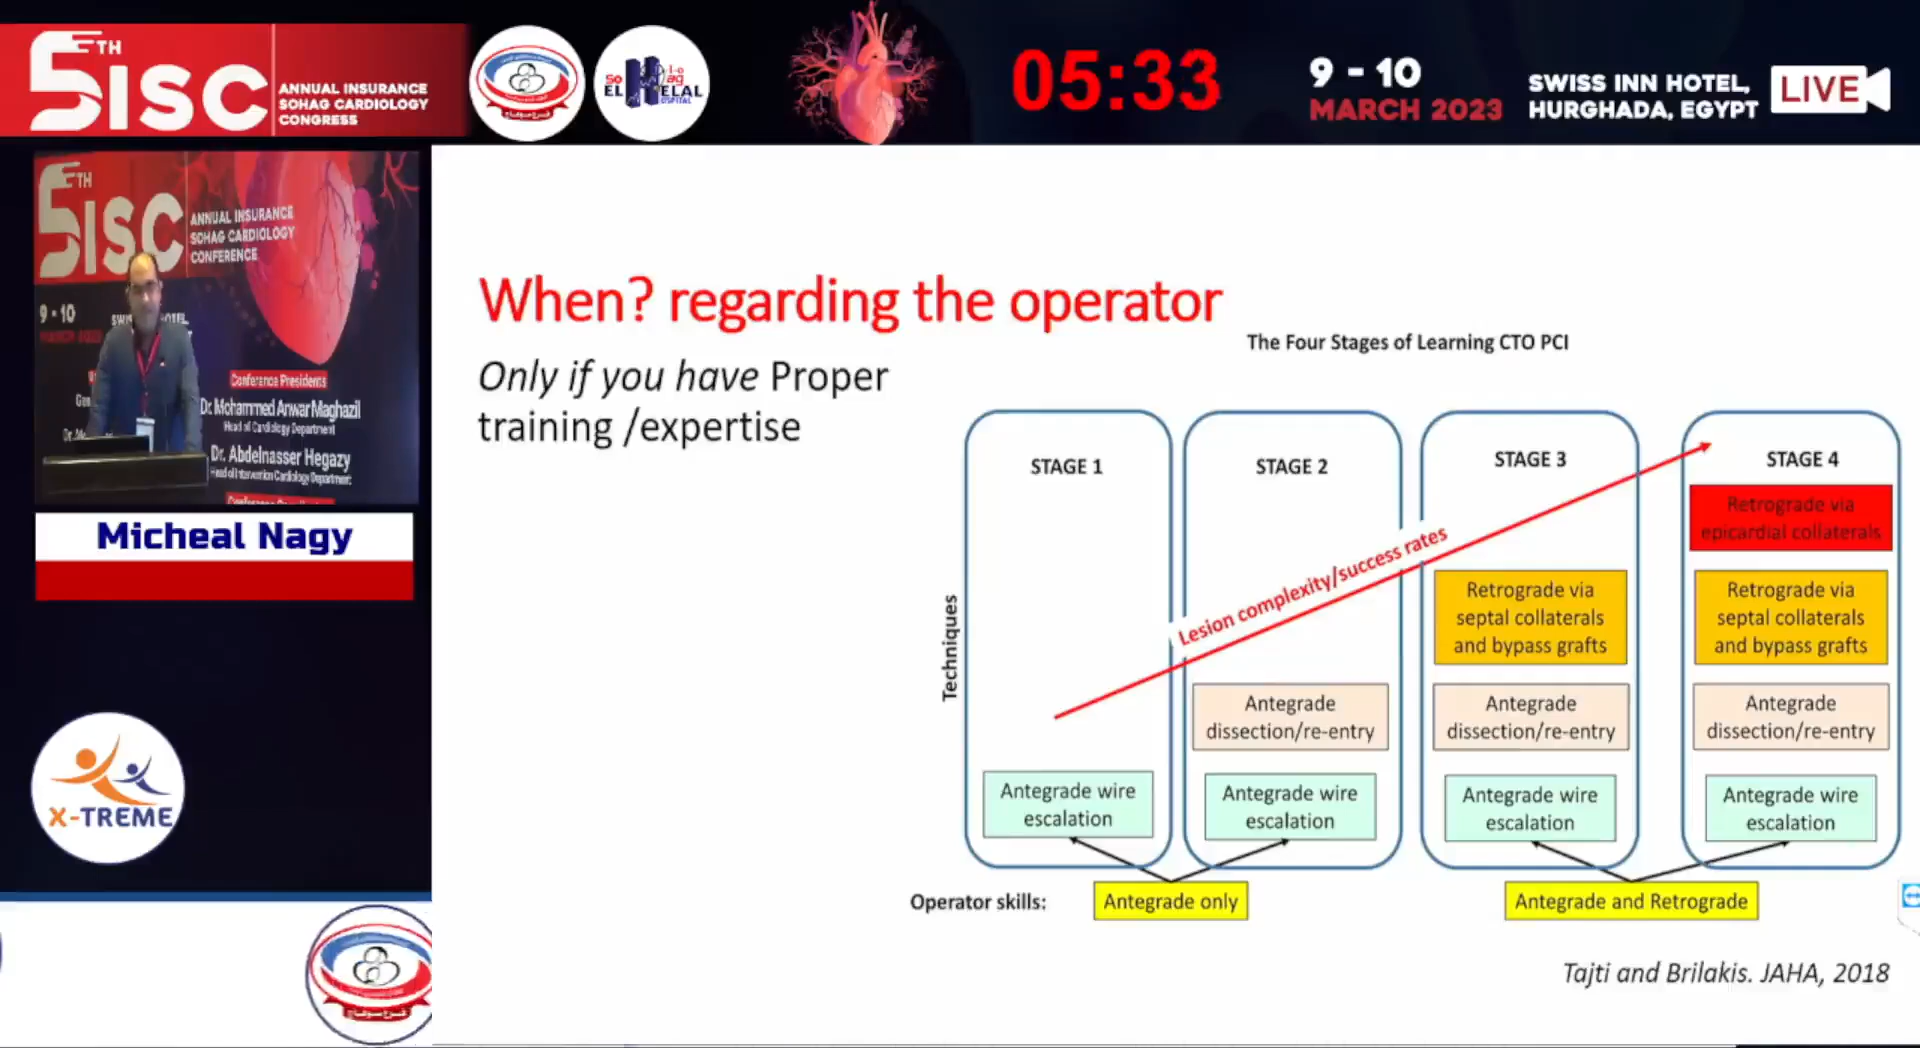 5TH
ISC
ANNUAL INSURANCE
SOHAG CARDIOLOGY
CONGRESS
EL HELAL
05:33
9 - 10
MARCH 2023
SWISS INN HOTEL,
HURGHADA, EGYPT
LIVE
5TH
ISC
ANNUAL INSURANCE
SOHAG CARDIOLOGY
CONFERENCE
9 - 10
Conference Presidents
Dr. Mohammed Anwar Maghazil
Head of Cardiology Department
Dr. Abdelnasser Hegazy
Head of Intervention Cardiology Department
Micheal Nagy
X-TREME
When? regarding the operator
Only if you have Proper
training /expertise
The Four Stages of Learning CTO PCI
Techniques
Lesion complexity/success rates
STAGE 1
Antegrade wire
escalation
STAGE 2
Antegrade
dissection/re-entry
Antegrade wire
escalation
STAGE 3
Retrograde via
septal collaterals
and bypass grafts
Antegrade
dissection/re-entry
Antegrade wire
escalation
STAGE 4
Retrograde via
epicardial collaterals
Retrograde via
septal collaterals
and bypass grafts
Antegrade
dissection/re-entry
Antegrade wire
escalation
Operator skills:
Antegrade only
Antegrade and Retrograde
Tajti and Brilakis. JAHA, 2018